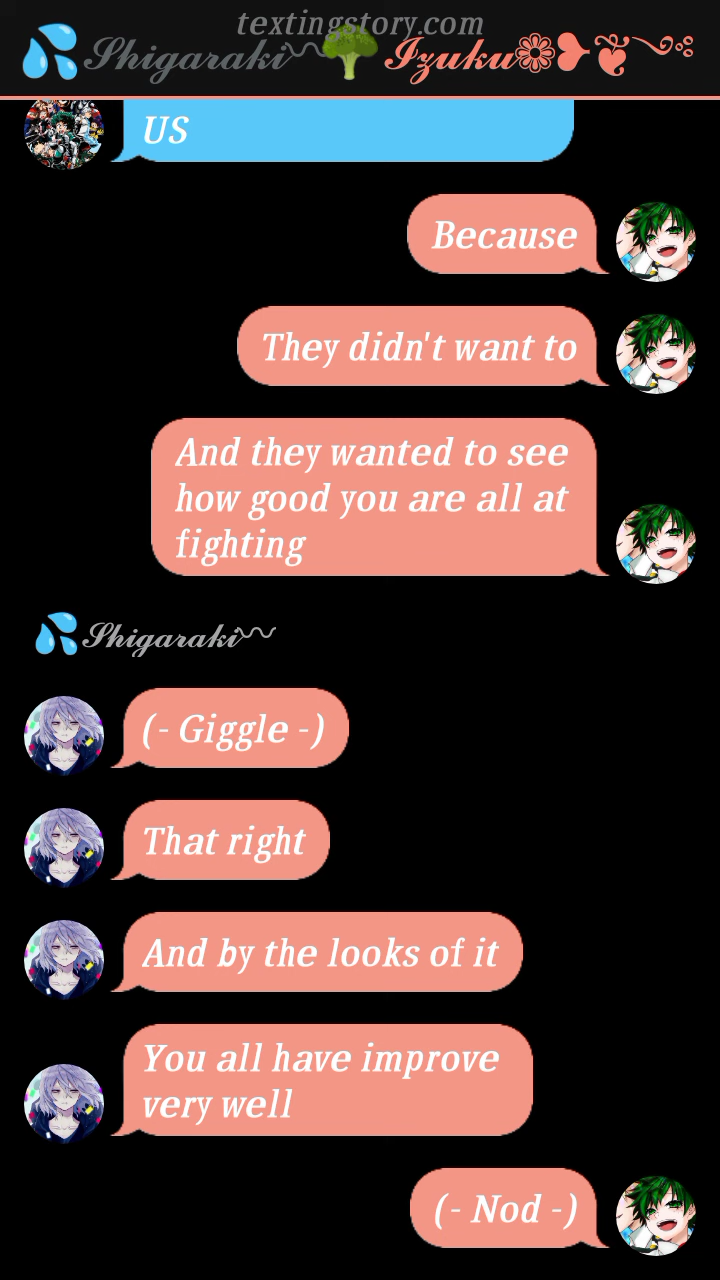 textingstory.com
Shigaraki Izuku
US
Because
They didn't want to
And they wanted to see
how good you are all at
fighting
Shigaraki
(- Giggle -)
That right
And by the looks of it
You all have improve
very well
(- Nod -)